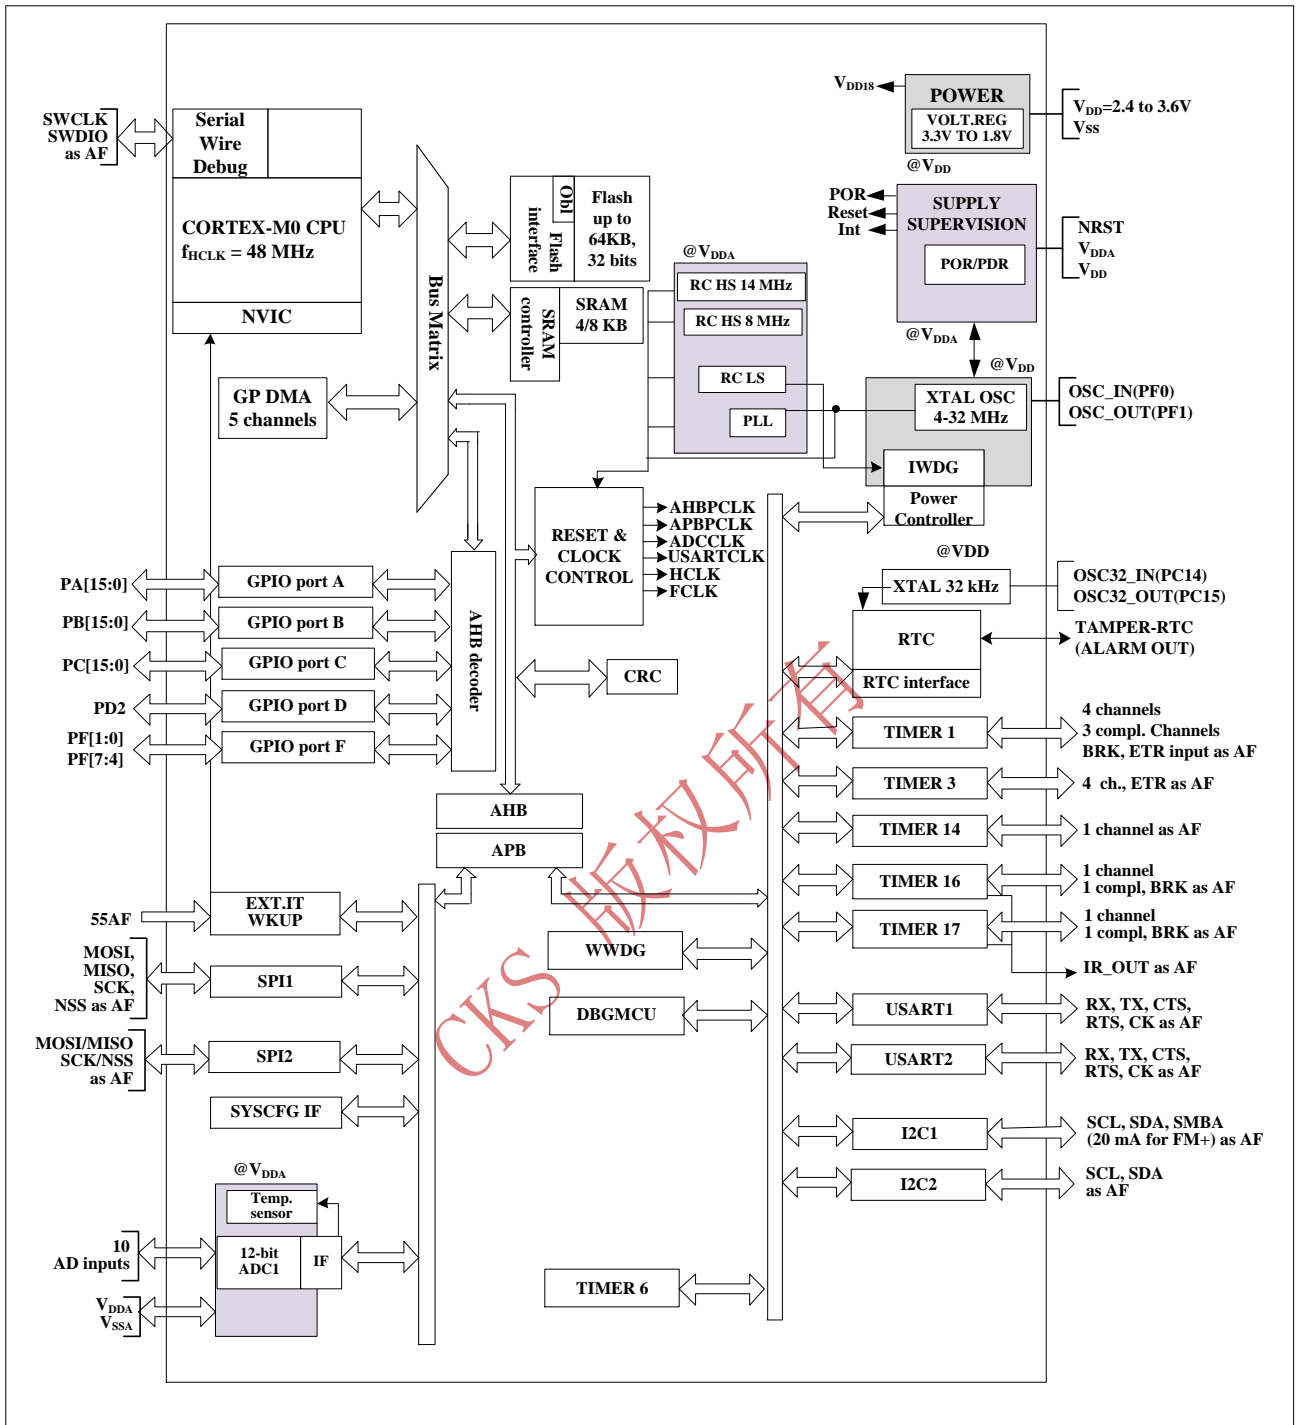 SWCLK
SWDIO
as AF
Serial
Wire
Debug
CORTEX-M0 CPU
fHCLK = 48 MHz
NVIC
GP DMA
5 channels
Bus Matrix
Obl
Flash
interface
Flash
up to
64KB,
32 bits
SRAM
controller
SRAM
4/8 KB
VDD18
POWER
VOLT.REG
3.3V TO 1.8V
VDD=2.4 to 3.6V
Vss
@VDD
POR
Reset
Int
SUPPLY
SUPERVISION
POR/PDR
NRST
VDDA
VDD
@VDDA
@VDDA
RC HS 14 MHz
RC HS 8 MHz
RC LS
PLL
@VDD
XTAL OSC
4-32 MHz
OSC_IN(PF0)
OSC_OUT(PF1)
IWDG
Power
Controller
@VDD
RESET &
CLOCK
CONTROL
AHBPCLK
APBPCLK
ADCCLK
USARTCLK
HCLK
FCLK
XTAL 32 kHz
OSC32_IN(PC14)
OSC32_OUT(PC15)
RTC
RTC interface
TAMPER-RTC
(ALARM OUT)
PA[15:0]
GPIO port A
PB[15:0]
GPIO port B
PC[15:0]
GPIO port C
PD2
GPIO port D
PF[1:0]
PF[7:4]
GPIO port F
AHB decoder
CRC
AHB
APB
TIMER 1
4 channels
3 compl. Channels
BRK, ETR input as AF
TIMER 3
4 ch., ETR as AF
TIMER 14
1 channel as AF
TIMER 16
1 channel
1 compl, BRK as AF
TIMER 17
1 channel
1 compl, BRK as AF
IR_OUT as AF
55AF
EXT.IT
WKUP
MOSI,
MISO,
SCK,
NSS as AF
SPI1
MOSI/MISO
SCK/NSS
as AF
SPI2
SYSCFG IF
WWDG
DBGMCU
USART1
RX, TX, CTS,
RTS, CK as AF
USART2
RX, TX, CTS,
RTS, CK as AF
I2C1
SCL, SDA, SMBA
(20 mA for FM+) as AF
I2C2
SCL, SDA
as AF
@VDDA
Temp.
sensor
10
AD inputs
12-bit
ADC1
IF
VDDA
VSSA
TIMER 6
CKS 版权所有